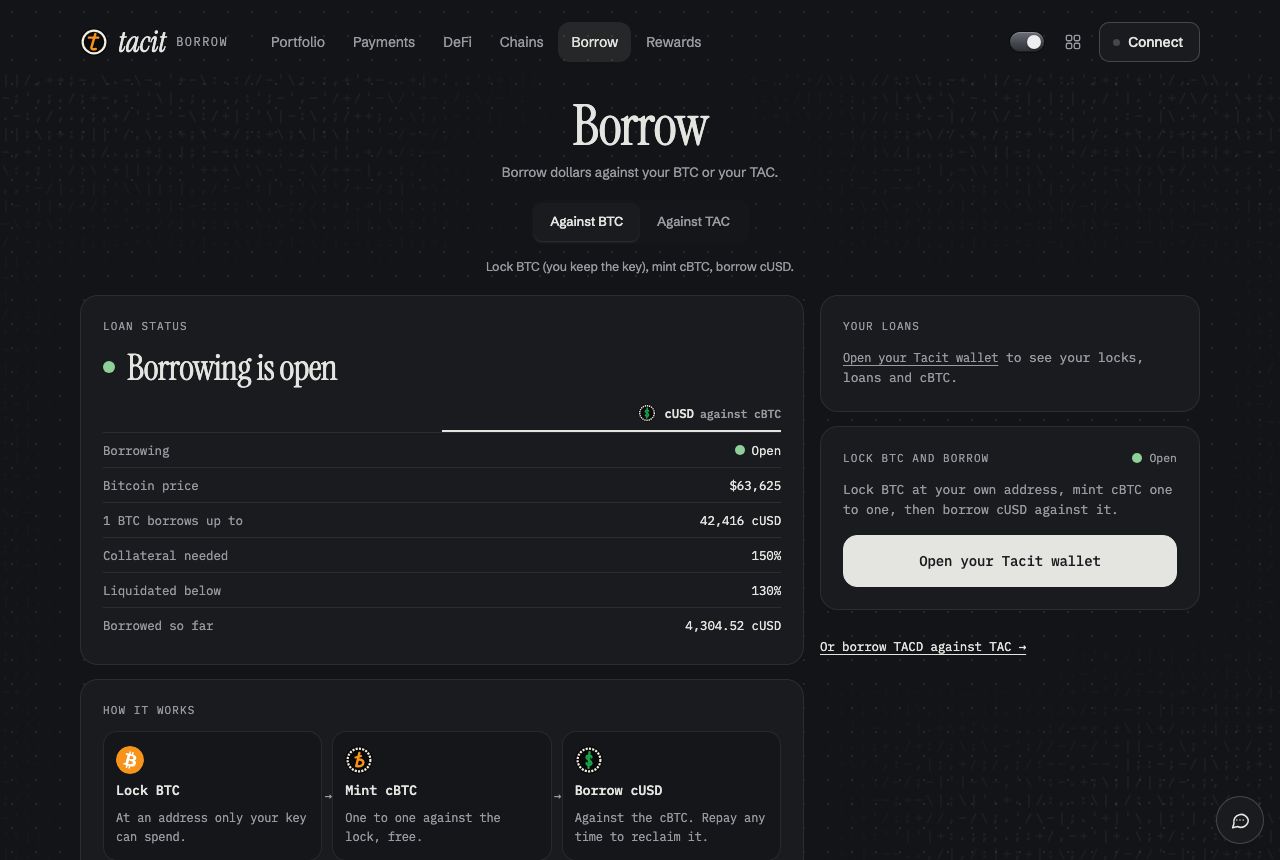 tacit BORROW
Portfolio
Payments
DeFi
Chains
Borrow
Rewards
Connect
Borrow
Borrow dollars against your BTC or your TAC.
Against BTC
Against TAC
Lock BTC (you keep the key), mint cBTC, borrow cUSD.
LOAN STATUS
Borrowing is open
cUSD against cBTC
Borrowing Open
Bitcoin price $63,625
1 BTC borrows up to 42,416 cUSD
Collateral needed 150%
Liquidated below 130%
Borrowed so far 4,304.52 cUSD
YOUR LOANS
Open your Tacit wallet to see your locks,
loans and cBTC.
LOCK BTC AND BORROW Open
Lock BTC at your own address, mint cBTC one
to one, then borrow cUSD against it.
Open your Tacit wallet
Or borrow TACD against TAC →
HOW IT WORKS
Lock BTC
At an address only your key
can spend.
→
Mint cBTC
One to one against the
lock, free.
→
Borrow cUSD
Against the cBTC. Repay any
time to reclaim it.